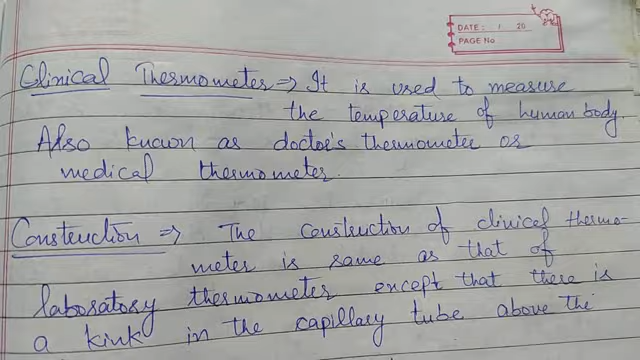 DATE: / 20
PAGE No
Clinical Thermometer => It is used to measure
the temperature of human body.
Also known as doctor's thermometer or
medical thermometer.
Construction => The construction of clinical thermo-
meter is same as that of
laboratory thermometer except that there is
a kink in the capillary tube above the